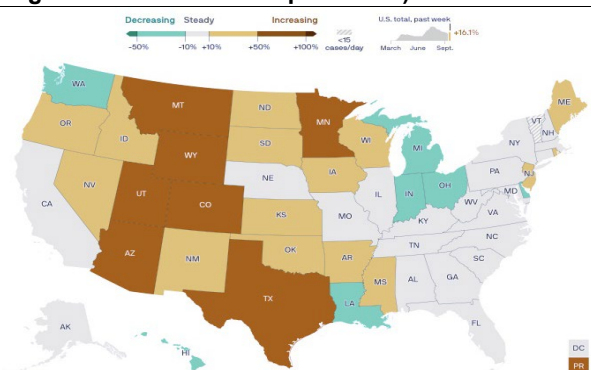 Decreasing Steady Increasing
-50% -10% +10% +50% +100%
<15
cases/day
U.S. total, past week
+16.1%
March June Sept.
WA
MT
ND
MN
ME
OR
ID
SD
WI
MI
VT
NH
NY
WY
IA
NE
PA
NJ
NV
UT
CO
IL
IN
OH
MD
CA
KS
MO
KY
WV
VA
AZ
NM
OK
AR
TN
NC
SC
TX
LA
MS
AL
GA
FL
AK
HI
DC
PR